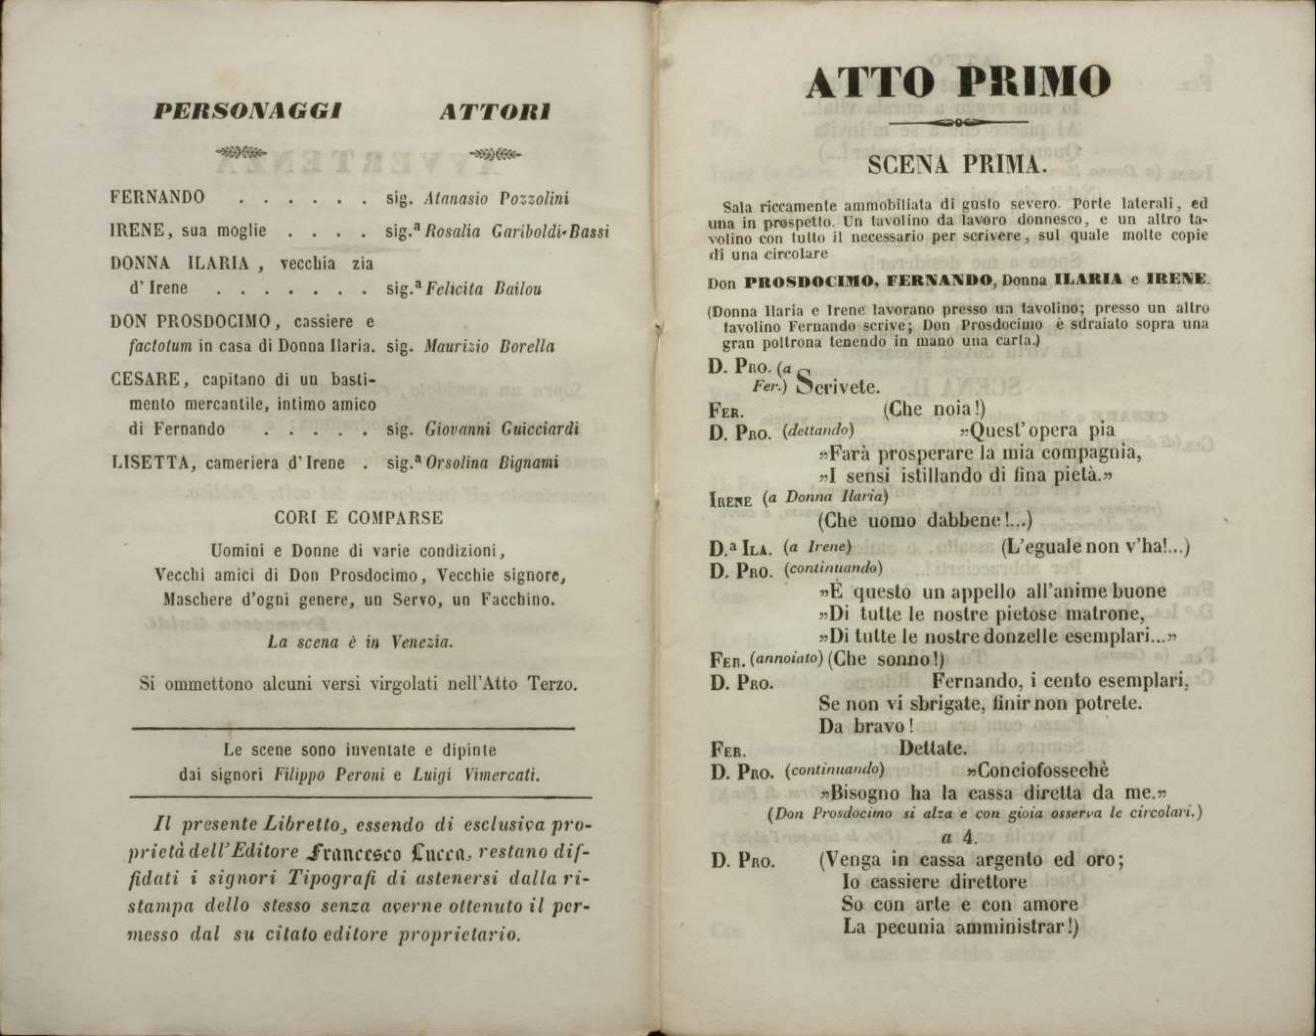 PERSONAGGI ATTORI
FERNANDO . . . . . . sig. Atanasio Pozzolini
IRENE, sua moglie . . . . sig.ª Rosalia Gariboldi-Bassi
DONNA ILARIA, vecchia zia
d'Irene . . . . . . . sig.ª Felicita Bailou
DON PROSDOCIMO, cassiere e
factotum in casa di Donna Ilaria. sig. Maurizio Borella
CESARE, capitano di un basti-
mento mercantile, intimo amico
di Fernando . . . . . sig. Giovanni Guicciardi
LISETTA, cameriera d'Irene . sig.ª Orsolina Bignami
CORI E COMPARSE
Uomini e Donne di varie condizioni,
Vecchi amici di Don Prosdocimo, Vecchie signore,
Maschere d'ogni genere, un Servo, un Facchino.
La scena è in Venezia.
Si ommettono alcuni versi virgolati nell'Atto Terzo.
Le scene sono inventate e dipinte
dai signori Filippo Peroni e Luigi Vimercati.
Il presente Libretto, essendo di esclusiva pro-
prietà dell'Editore Francesco Lucca, restano dif-
fidati i signori Tipografi di astenersi dalla ri-
stampa dello stesso senza averne ottenuto il per-
messo dal su citato editore proprietario.
ATTO PRIMO
SCENA PRIMA.
Sala riccamente ammobiliata di gusto severo. Porte laterali, ed
una in prospetto. Un tavolino da lavoro donnesco, e un altro ta-
volino con tutto il necessario per scrivere, sul quale molte copie
di una circolare
Don PROSDOCIMO, FERNANDO, Donna ILARIA e IRENE.
(Donna Ilaria e Irene lavorano presso un tavolino; presso un altro
tavolino Fernando scrive; Don Prosdocimo è sdraiato sopra una
gran poltrona tenendo in mano una carta.)
D. PRO. (a
Fer.) Scrivete.
FER. (Che noia!)
D. PRO. (dettando) »Quest'opera pia
»Farà prosperare la mia compagnia,
»I sensi istillando di fina pietà.»
IRENE (a Donna Ilaria)
(Che uomo dabbene!...)
D.ª ILA. (a Irene) (L'eguale non v'ha!...)
D. PRO. (continuando)
»È questo un appello all'anime buone
»Di tutte le nostre pietose matrone,
»Di tutte le nostre donzelle esemplari...»
FER. (annoiato) (Che sonno!)
D. PRO. Fernando, i cento esemplari,
Se non vi sbrigate, finir non potrete.
Da bravo!
FER. Dettate.
D. PRO. (continuando) »Conciofossechè
»Bisogno ha la cassa diretta da me.»
(Don Prosdocimo si alza e con gioia osserva le circolari.)
a 4.
D. PRO. (Venga in cassa argento ed oro;
Io cassiere direttore
So con arte e con amore
La pecunia amministrar!)